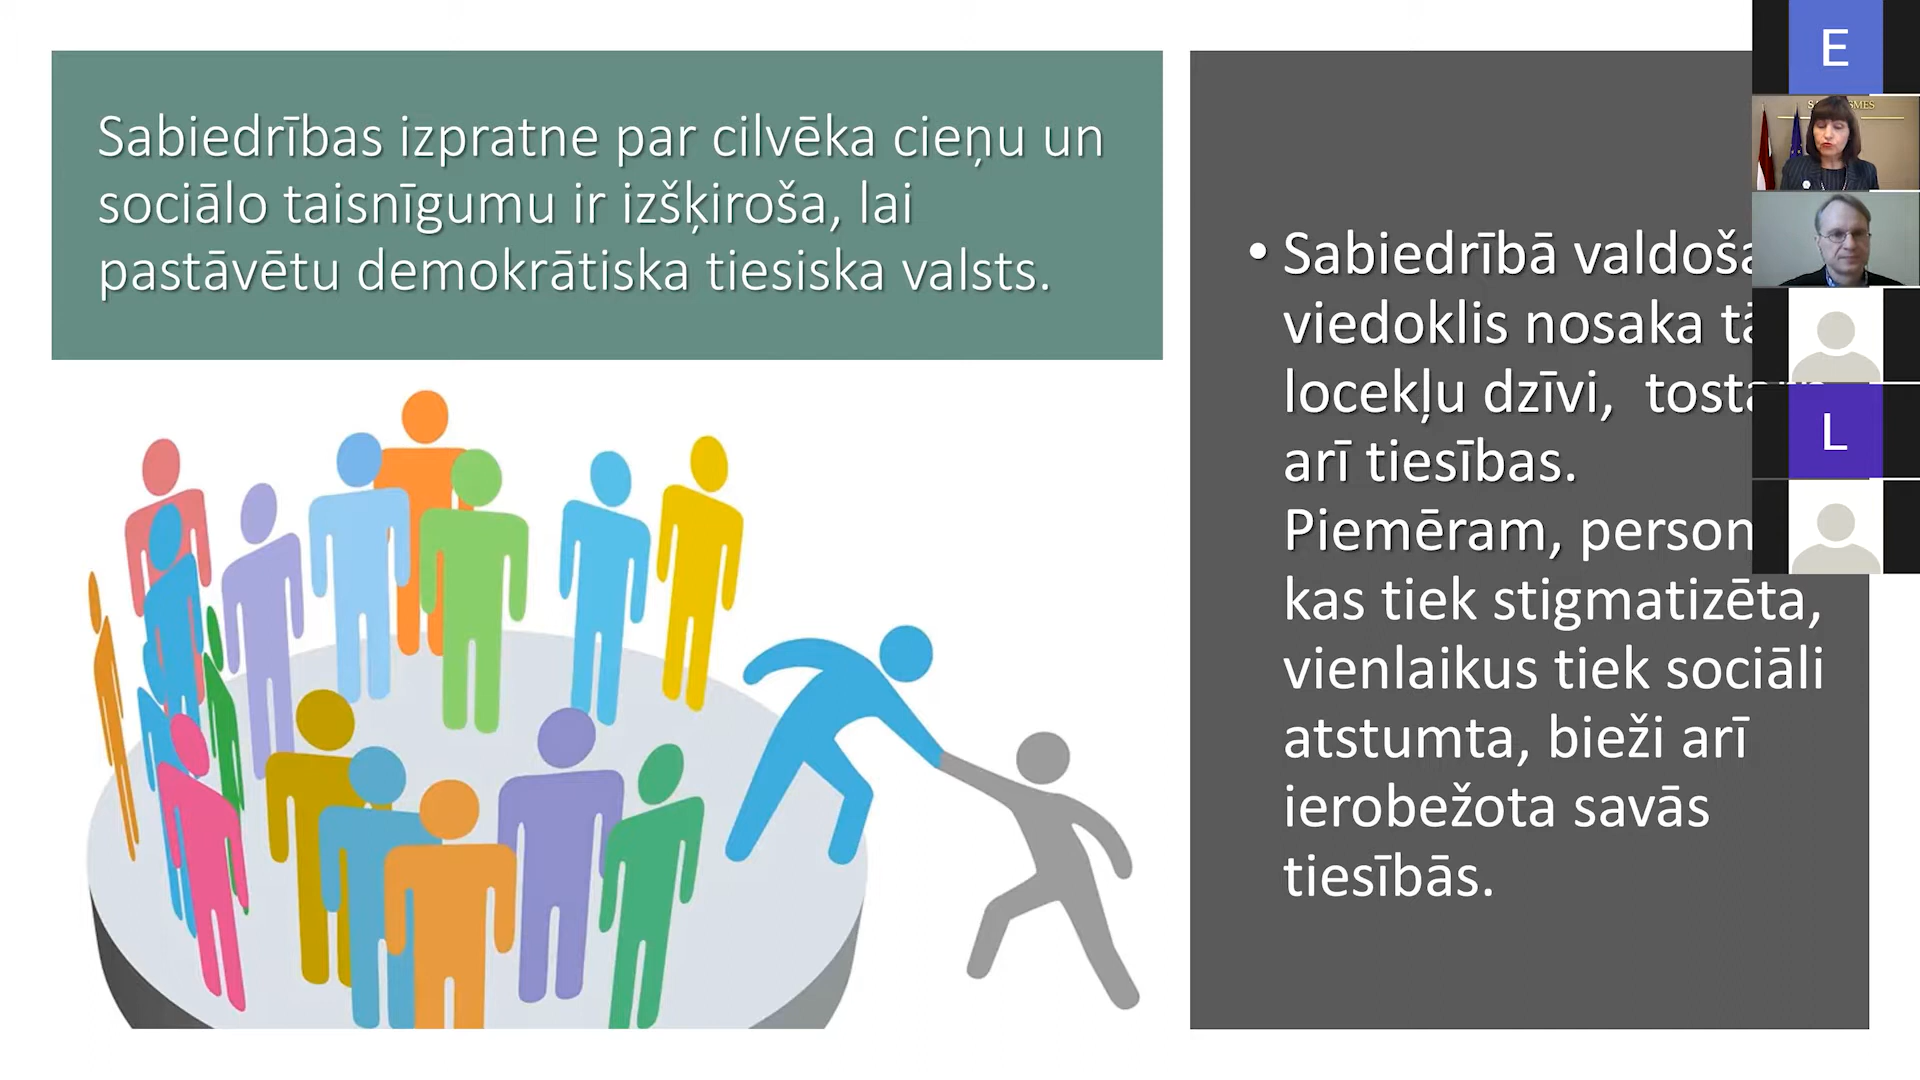 Sabiedrības izpratne par cilvēka cieņu un
sociālo taisnīgumu ir izšķiroša, lai
pastāvētu demokrātiska tiesiska valsts.
• Sabiedrībā
viedoklis nosaka
locekļu dzīvi,
arī tiesības.
Piemēram,
kas tiek stigmatizēta,
vienlaikus tiek sociāli
atstumta, bieži arī
ierobežota savās
tiesībās.
E
L